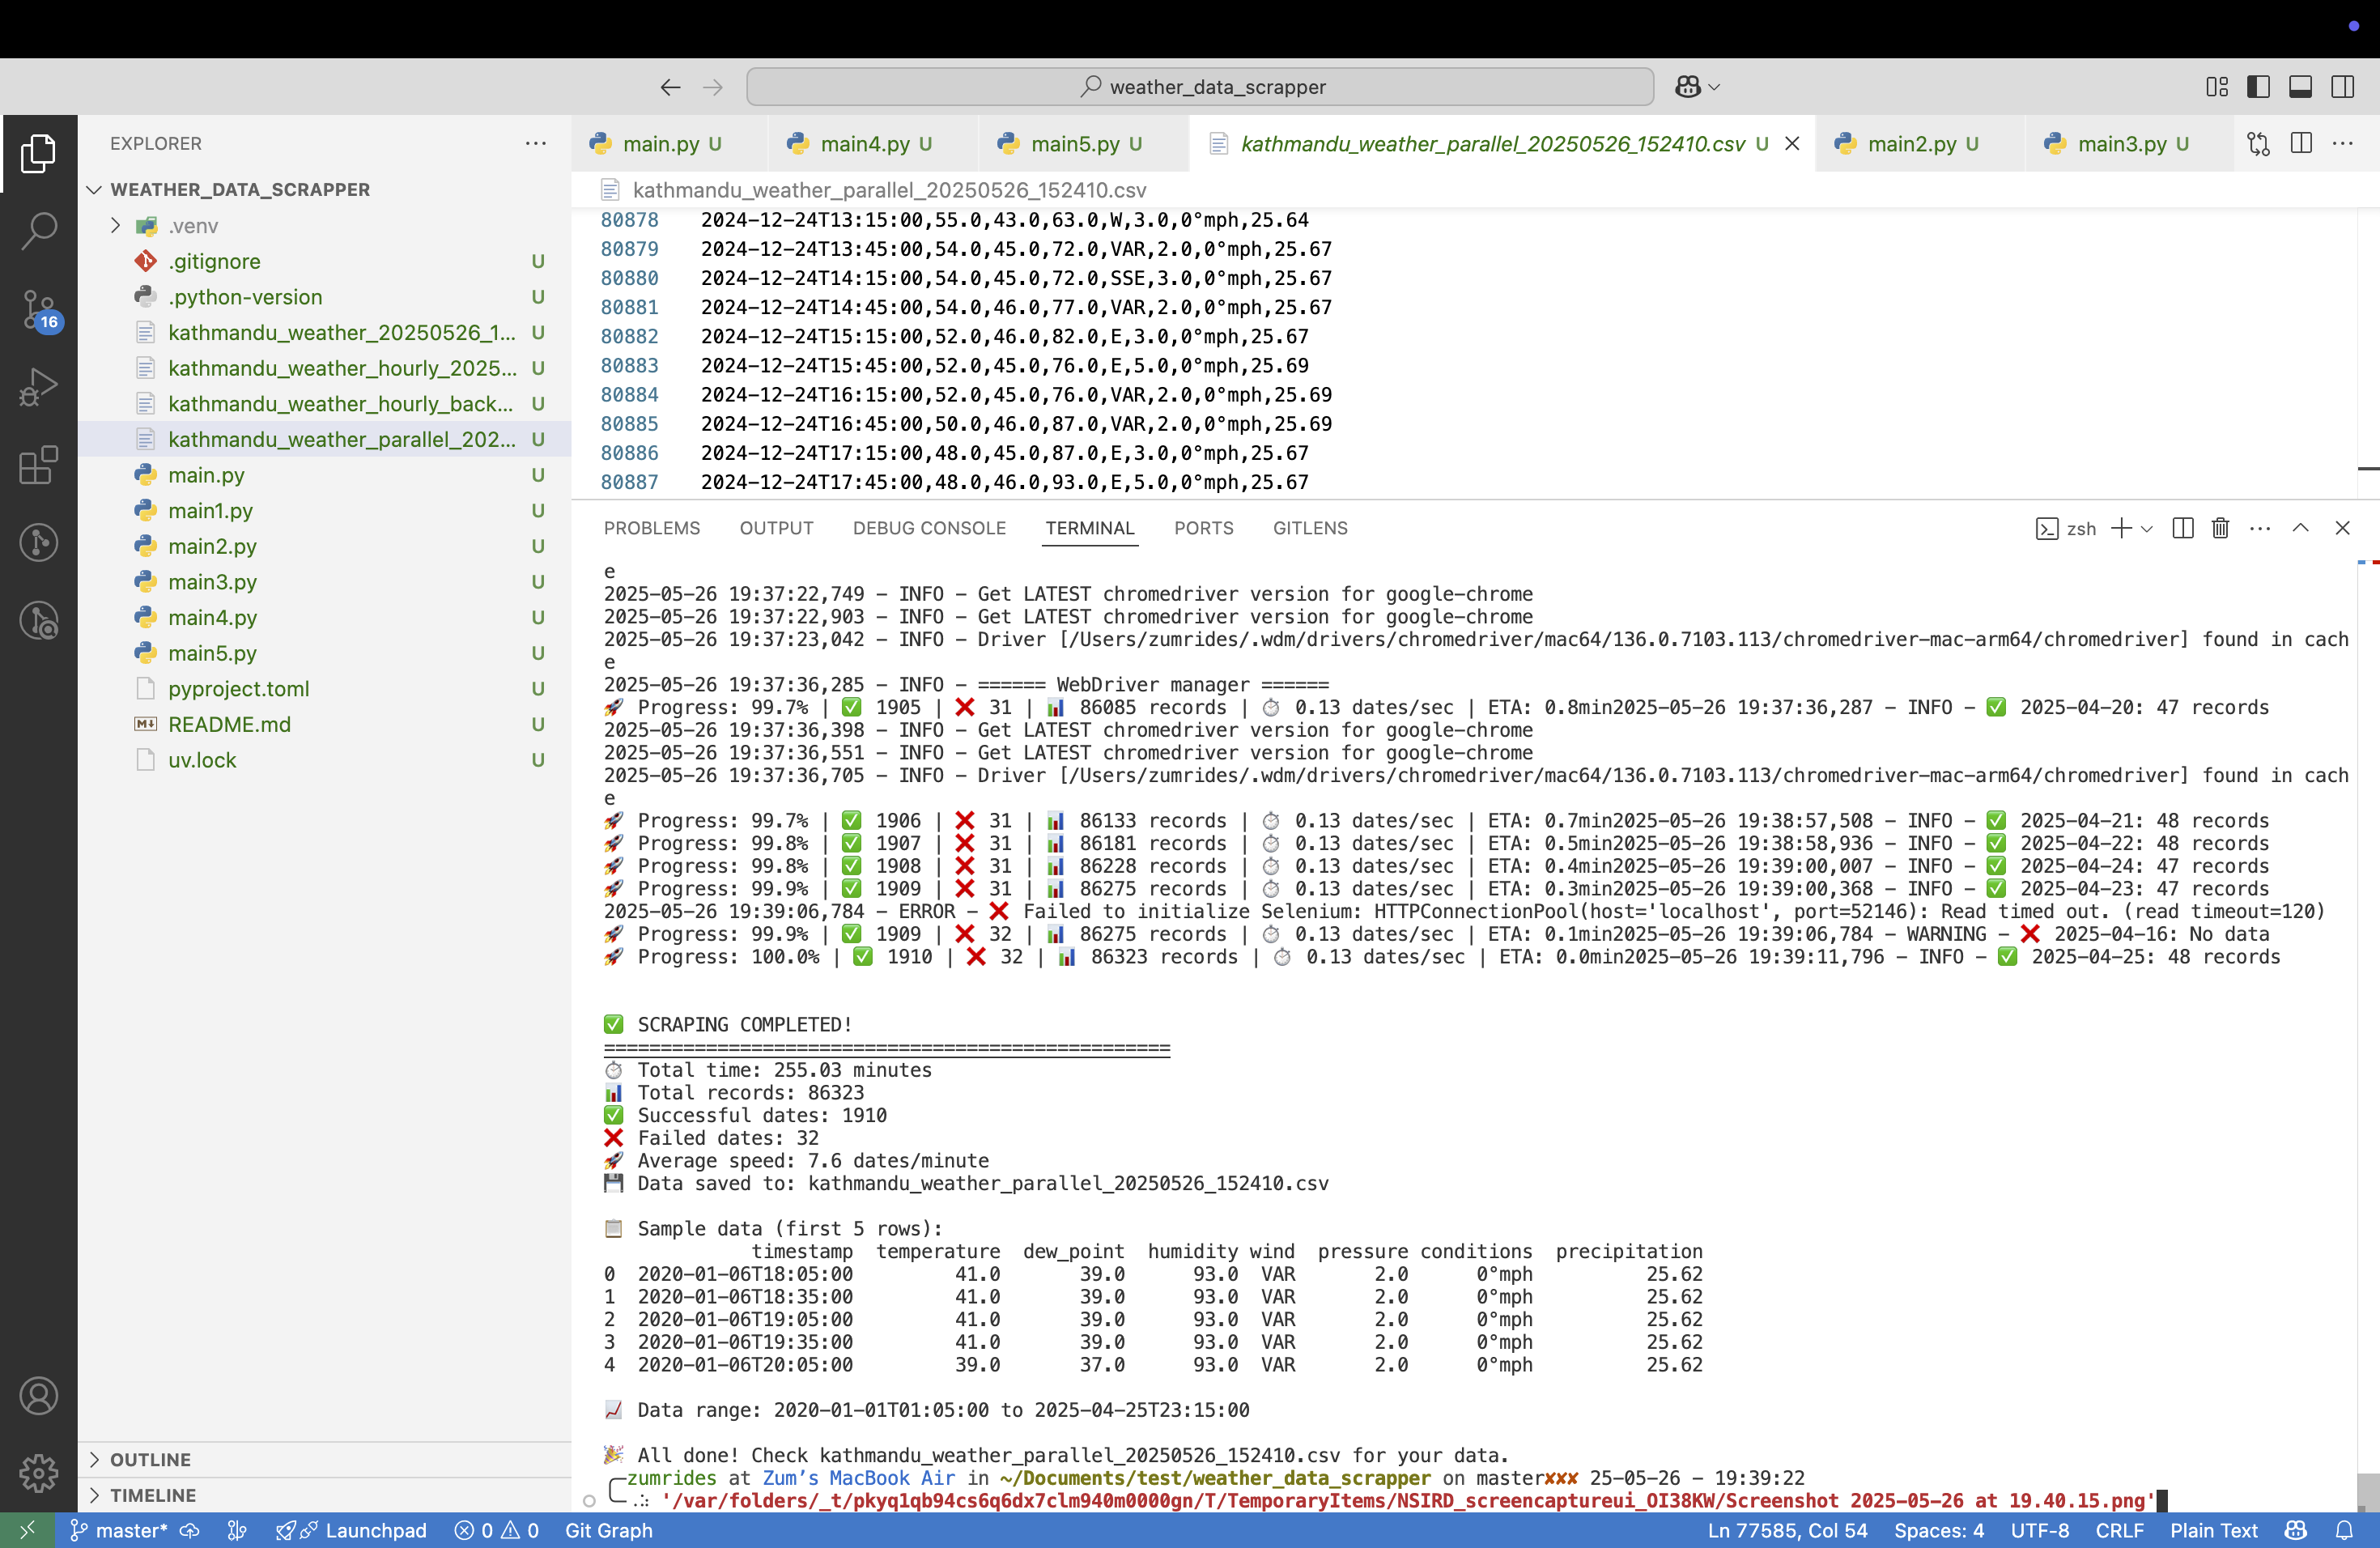 weather_data_scrapper
EXPLORER
WEATHER_DATA_SCRAPPER
.venv
.gitignore U
.python-version U
kathmandu_weather_20250526_1... U
kathmandu_weather_hourly_2025... U
kathmandu_weather_hourly_back... U
kathmandu_weather_parallel_202... U
main.py U
main1.py U
main2.py U
main3.py U
main4.py U
main5.py U
pyproject.toml U
README.md U
uv.lock U
OUTLINE
TIMELINE
16
main.py U main4.py U main5.py U kathmandu_weather_parallel_20250526_152410.csv U main2.py U main3.py U
kathmandu_weather_parallel_20250526_152410.csv
80878 2024-12-24T13:15:00,55.0,43.0,63.0,W,3.0,0°mph,25.64
80879 2024-12-24T13:45:00,54.0,45.0,72.0,VAR,2.0,0°mph,25.67
80880 2024-12-24T14:15:00,54.0,45.0,72.0,SSE,3.0,0°mph,25.67
80881 2024-12-24T14:45:00,54.0,46.0,77.0,VAR,2.0,0°mph,25.67
80882 2024-12-24T15:15:00,52.0,46.0,82.0,E,3.0,0°mph,25.67
80883 2024-12-24T15:45:00,52.0,45.0,76.0,E,5.0,0°mph,25.69
80884 2024-12-24T16:15:00,52.0,45.0,76.0,VAR,2.0,0°mph,25.69
80885 2024-12-24T16:45:00,50.0,46.0,87.0,VAR,2.0,0°mph,25.69
80886 2024-12-24T17:15:00,48.0,45.0,87.0,E,3.0,0°mph,25.67
80887 2024-12-24T17:45:00,48.0,46.0,93.0,E,5.0,0°mph,25.67
PROBLEMS OUTPUT DEBUG CONSOLE TERMINAL PORTS GITLENS zsh
e
2025-05-26 19:37:22,749 - INFO - Get LATEST chromedriver version for google-chrome
2025-05-26 19:37:22,903 - INFO - Get LATEST chromedriver version for google-chrome
2025-05-26 19:37:23,042 - INFO - Driver [/Users/zumrides/.wdm/drivers/chromedriver/mac64/136.0.7103.113/chromedriver-mac-arm64/chromedriver] found in cach
e
2025-05-26 19:37:36,285 - INFO - ====== WebDriver manager ======
🚀 Progress: 99.7% | ✅ 1905 | ❌ 31 | 📊 86085 records | ⏱ 0.13 dates/sec | ETA: 0.8min2025-05-26 19:37:36,287 - INFO - ✅ 2025-04-20: 47 records
2025-05-26 19:37:36,398 - INFO - Get LATEST chromedriver version for google-chrome
2025-05-26 19:37:36,551 - INFO - Get LATEST chromedriver version for google-chrome
2025-05-26 19:37:36,705 - INFO - Driver [/Users/zumrides/.wdm/drivers/chromedriver/mac64/136.0.7103.113/chromedriver-mac-arm64/chromedriver] found in cach
e
🚀 Progress: 99.7% | ✅ 1906 | ❌ 31 | 📊 86133 records | ⏱ 0.13 dates/sec | ETA: 0.7min2025-05-26 19:38:57,508 - INFO - ✅ 2025-04-21: 48 records
🚀 Progress: 99.8% | ✅ 1907 | ❌ 31 | 📊 86181 records | ⏱ 0.13 dates/sec | ETA: 0.5min2025-05-26 19:38:58,936 - INFO - ✅ 2025-04-22: 48 records
🚀 Progress: 99.8% | ✅ 1908 | ❌ 31 | 📊 86228 records | ⏱ 0.13 dates/sec | ETA: 0.4min2025-05-26 19:39:00,007 - INFO - ✅ 2025-04-24: 47 records
🚀 Progress: 99.9% | ✅ 1909 | ❌ 31 | 📊 86275 records | ⏱ 0.13 dates/sec | ETA: 0.3min2025-05-26 19:39:00,368 - INFO - ✅ 2025-04-23: 47 records
2025-05-26 19:39:06,784 - ERROR - ❌ Failed to initialize Selenium: HTTPConnectionPool(host='localhost', port=52146): Read timed out. (read timeout=120)
🚀 Progress: 99.9% | ✅ 1909 | ❌ 32 | 📊 86275 records | ⏱ 0.13 dates/sec | ETA: 0.1min2025-05-26 19:39:06,784 - WARNING - ❌ 2025-04-16: No data
🚀 Progress: 100.0% | ✅ 1910 | ❌ 32 | 📊 86323 records | ⏱ 0.13 dates/sec | ETA: 0.0min2025-05-26 19:39:11,796 - INFO - ✅ 2025-04-25: 48 records
✅ SCRAPING COMPLETED!
==================================================
⏱ Total time: 255.03 minutes
📊 Total records: 86323
✅ Successful dates: 1910
❌ Failed dates: 32
🚀 Average speed: 7.6 dates/minute
💾 Data saved to: kathmandu_weather_parallel_20250526_152410.csv
📋 Sample data (first 5 rows):
timestamp temperature dew_point humidity wind pressure conditions precipitation
0 2020-01-06T18:05:00 41.0 39.0 93.0 VAR 2.0 0°mph 25.62
1 2020-01-06T18:35:00 41.0 39.0 93.0 VAR 2.0 0°mph 25.62
2 2020-01-06T19:05:00 41.0 39.0 93.0 VAR 2.0 0°mph 25.62
3 2020-01-06T19:35:00 41.0 39.0 93.0 VAR 2.0 0°mph 25.62
4 2020-01-06T20:05:00 39.0 37.0 93.0 VAR 2.0 0°mph 25.62
📈 Data range: 2020-01-01T01:05:00 to 2025-04-25T23:15:00
🎉 All done! Check kathmandu_weather_parallel_20250526_152410.csv for your data.
zumrides at Zum's MacBook Air in ~/Documents/test/weather_data_scrapper on master✘✘✘ 25-05-26 - 19:39:22
'/var/folders/_t/pkyq1qb94cs6q6dx7clm940m0000gn/T/TemporaryItems/NSIRD_screencaptureui_OI38KW/Screenshot 2025-05-26 at 19.40.15.png'
master* Launchpad 0 0 Git Graph Ln 77585, Col 54 Spaces: 4 UTF-8 CRLF Plain Text